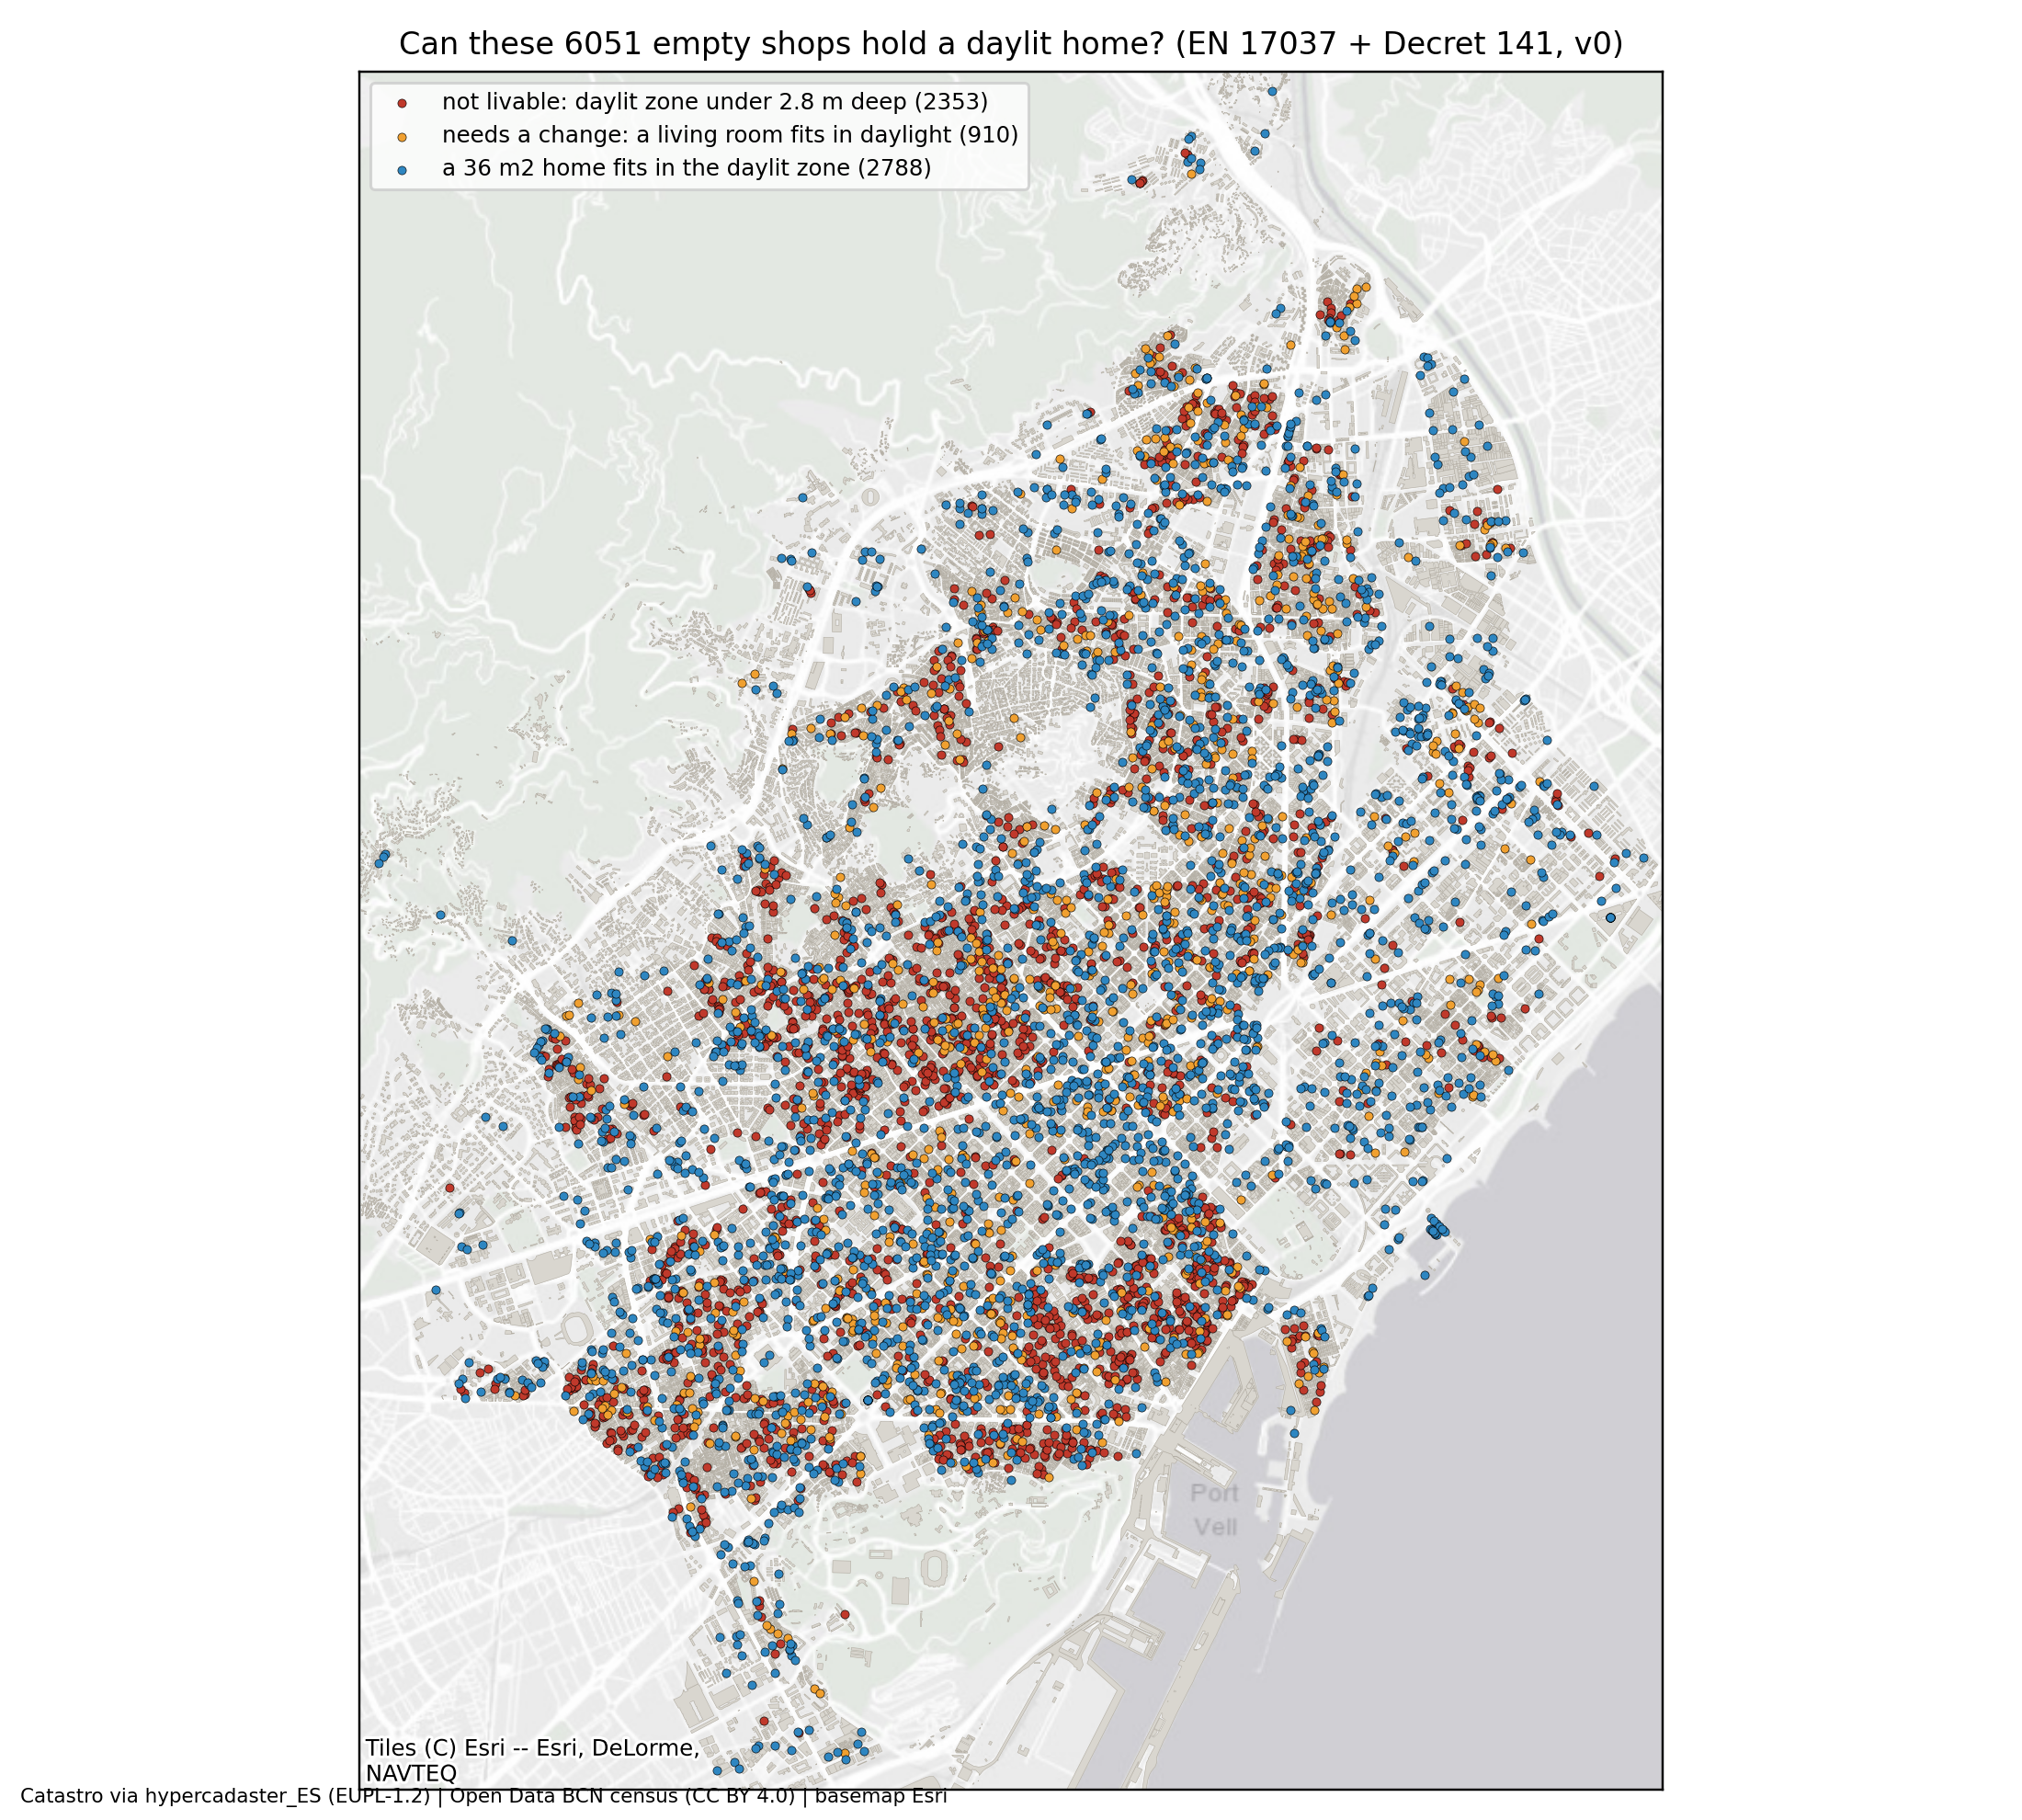 Can these 6051 empty shops hold a daylit home? (EN 17037 + Decret 141, v0)
not livable: daylit zone under 2.8 m deep (2353)
needs a change: a living room fits in daylight (910)
a 36 m2 home fits in the daylit zone (2788)
Port
Vell
Tiles (C) Esri -- Esri, DeLorme,
NAVTEQ
Catastro via hypercadaster_ES (EUPL-1.2) | Open Data BCN census (CC BY 4.0) | basemap Esri